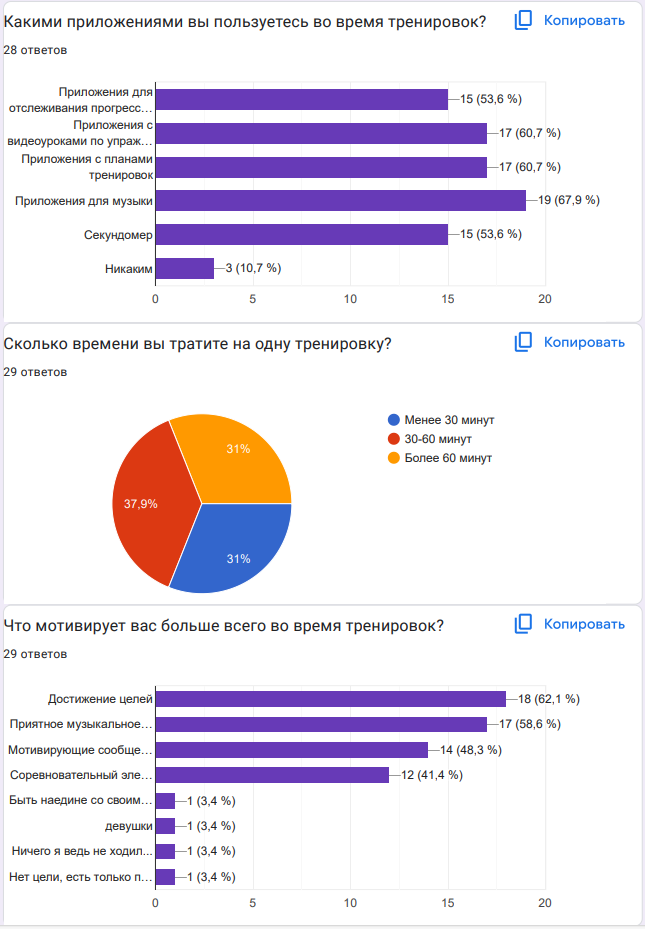 Какими приложениями вы пользуетесь во время тренировок?
Копировать
28 ответов
Приложения для
отслеживания прогресс…
15 (53,6 %)
Приложения с
видеоуроками по упраж…
17 (60,7 %)
Приложения с планами
тренировок
17 (60,7 %)
Приложения для музыки
19 (67,9 %)
Секундомер
15 (53,6 %)
Никаким
3 (10,7 %)
0 5 10 15 20
Сколько времени вы тратите на одну тренировку?
Копировать
29 ответов
Менее 30 минут
30-60 минут
Более 60 минут
31%
37,9%
31%
Что мотивирует вас больше всего во время тренировок?
Копировать
29 ответов
Достижение целей
18 (62,1 %)
Приятное музыкальное…
17 (58,6 %)
Мотивирующие сообще…
14 (48,3 %)
Соревновательный эле…
12 (41,4 %)
Быть наедине со своим…
1 (3,4 %)
девушки
1 (3,4 %)
Ничего я ведь не ходил...
1 (3,4 %)
Нет цели, есть только п…
1 (3,4 %)
0 5 10 15 20